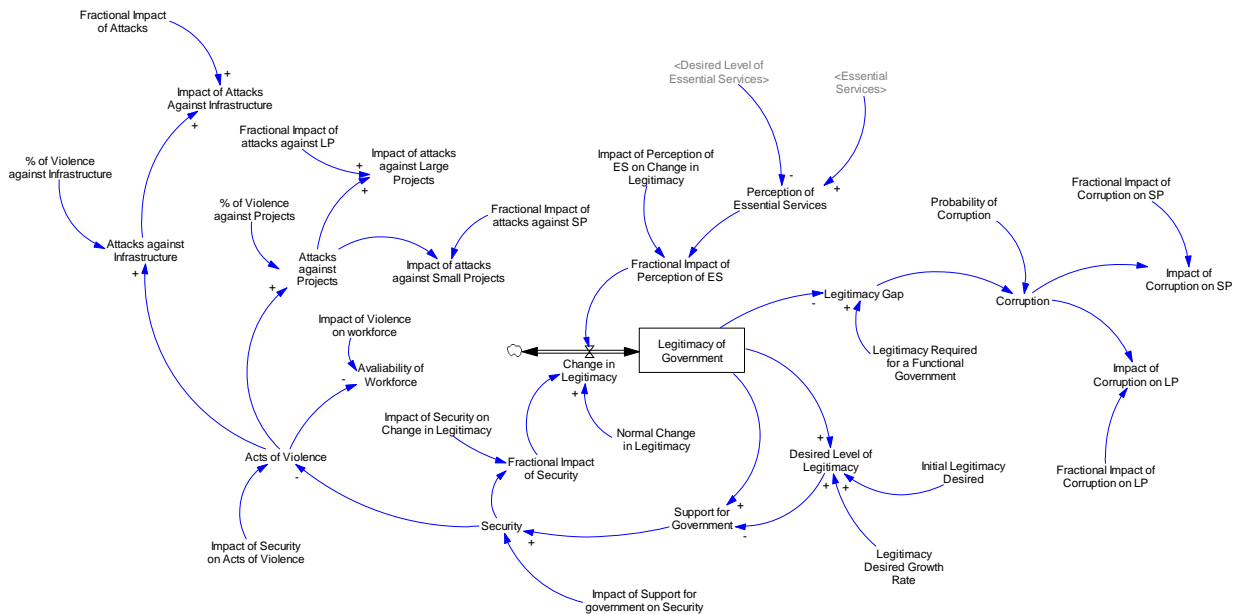 Fractional Impact
of Attacks
+
Impact of Attacks
Against Infrastructure
+
<Desired Level of
Essential Services>
<Essential
Services>
Fractional Impact of
attacks against LP
+
Impact of attacks
against Large
Projects
+
% of Violence
against Infrastructure
Impact of Perception of
ES on Change in
Legitimacy
-
+
Perception of
Essential Services
% of Violence
against Projects
Fractional Impact of
attacks against SP
Probability of
Corruption
Fractional Impact of
Corruption on SP
Attacks against
Infrastructure
+
Attacks
against
Projects
+
Impact of attacks
against Small Projects
Fractional Impact of
Perception of ES
Legitimacy Gap
-
+
Corruption
Impact of
Corruption on SP
Impact of Violence
on workforce
Avaliability of
Workforce
-
Change in
Legitimacy
+
Legitimacy of
Government
Legitimacy Required
for a Functional
Government
Impact of
Corruption on LP
Impact of Security on
Change in Legitimacy
Normal Change
in Legitimacy
Acts of Violence
-
Fractional Impact
of Security
+
Desired Level of
Legitimacy
+
+
Initial Legitimacy
Desired
Fractional Impact of
Corruption on LP
Security
+
Support for
Government
+
-
Impact of Security
on Acts of Violence
Legitimacy
Desired Growth
Rate
Impact of Support for
government on Security